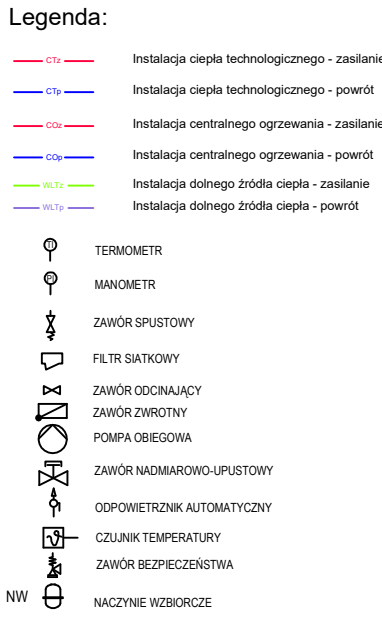 Legenda:
CTz Instalacja ciepła technologicznego - zasilanie
CTp Instalacja ciepła technologicznego - powrót
COz Instalacja centralnego ogrzewania - zasilanie
COp Instalacja centralnego ogrzewania - powrót
WLTz Instalacja dolnego źródła ciepła - zasilanie
WLTp Instalacja dolnego źródła ciepła - powrót
TI TERMOMETR
PI MANOMETR
ZAWÓR SPUSTOWY
FILTR SIATKOWY
ZAWÓR ODCINAJĄCY
ZAWÓR ZWROTNY
POMPA OBIEGOWA
ZAWÓR NADMIAROWO-UPUSTOWY
ODPOWIETRZNIK AUTOMATYCZNY
CZUJNIK TEMPERATURY
ZAWÓR BEZPIECZEŃSTWA
NW NACZYNIE WZBIORCZE